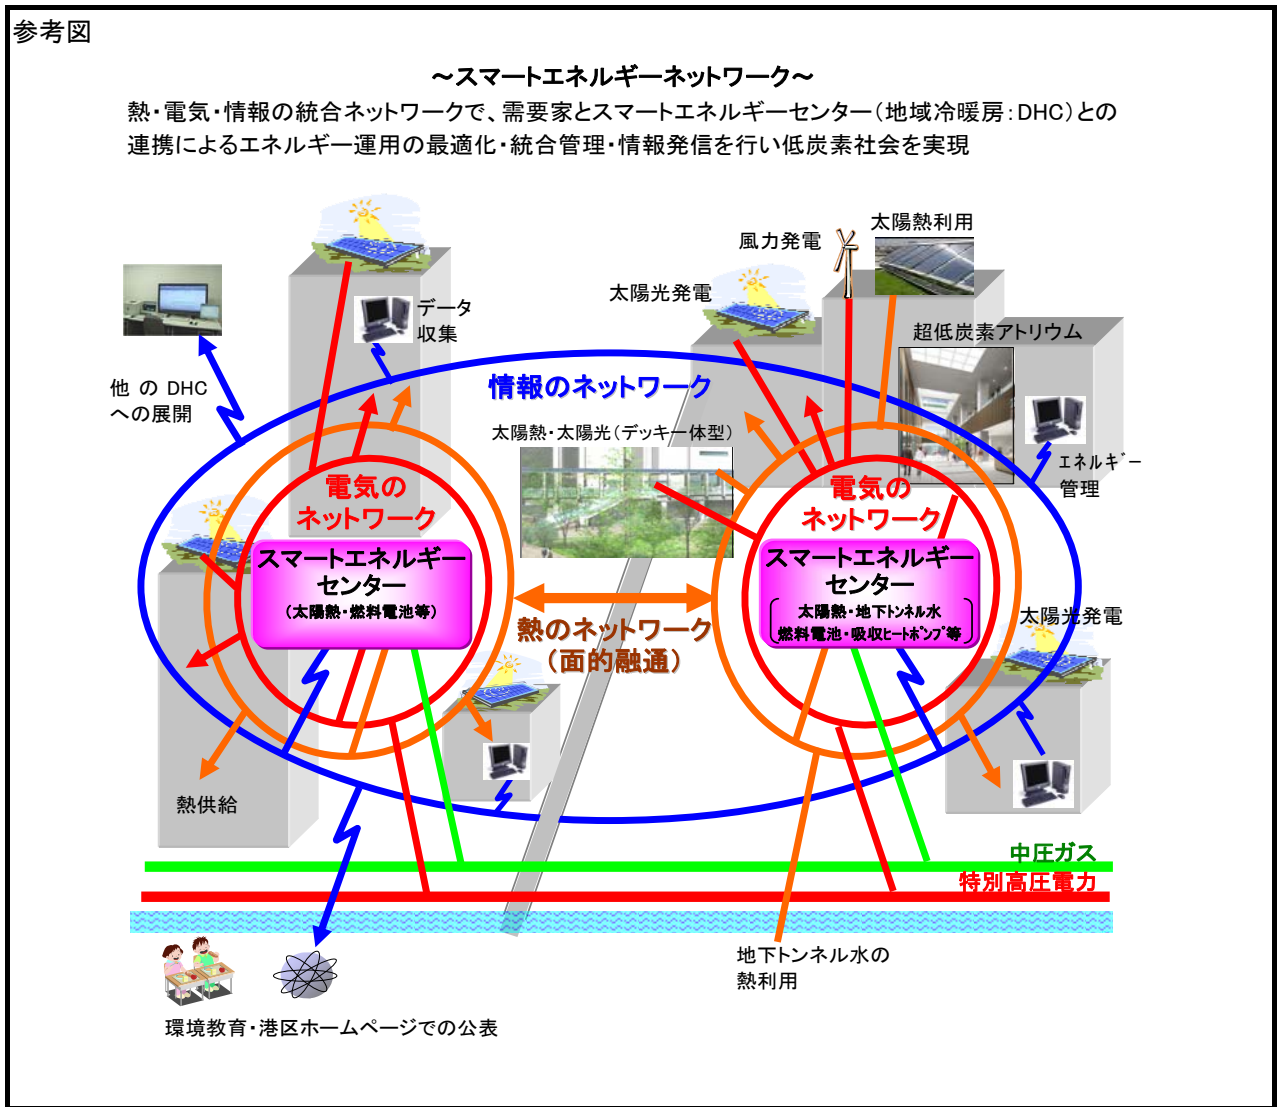 参考図
～スマートエネルギーネットワーク～
熱・電気・情報の統合ネットワークで、需要家とスマートエネルギーセンター（地域冷暖房：DHC）との
連携によるエネルギー運用の最適化・統合管理・情報発信を行い低炭素社会を実現
太陽熱利用
風力発電
太陽光発電
データ
収集
超低炭素アトリウム
他 の DHC
への展開
情報のネットワーク
太陽熱・太陽光（デッキ一体型）
エネルギー
管理
電気の
ネットワーク
電気の
ネットワーク
スマートエネルギー
センター
（太陽熱・燃料電池等）
スマートエネルギー
センター
太陽熱・地下トンネル水
燃料電池・吸収ヒートポンプ等
熱のネットワーク
（面的融通）
太陽光発電
熱供給
中圧ガス
特別高圧電力
地下トンネル水の
熱利用
環境教育・港区ホームページでの公表